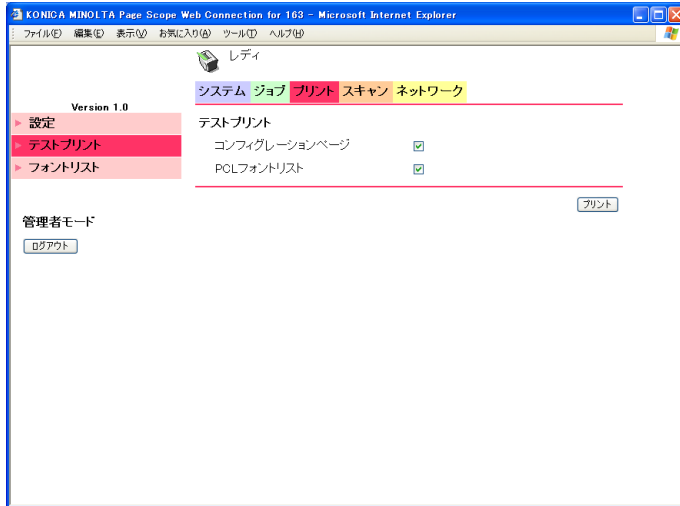 KONICA MINOLTA Page Scope Web Connection for 163 - Microsoft Internet Explorer
ファイル(F) 編集(E) 表示(V) お気に入り(A) ツール(T) ヘルプ(H)
レディ
システム ジョブ プリント スキャン ネットワーク
Version 1.0
設定
テストプリント
フォントリスト
テストプリント
コンフィグレーションページ
PCLフォントリスト
プリント
管理者モード
ログアウト